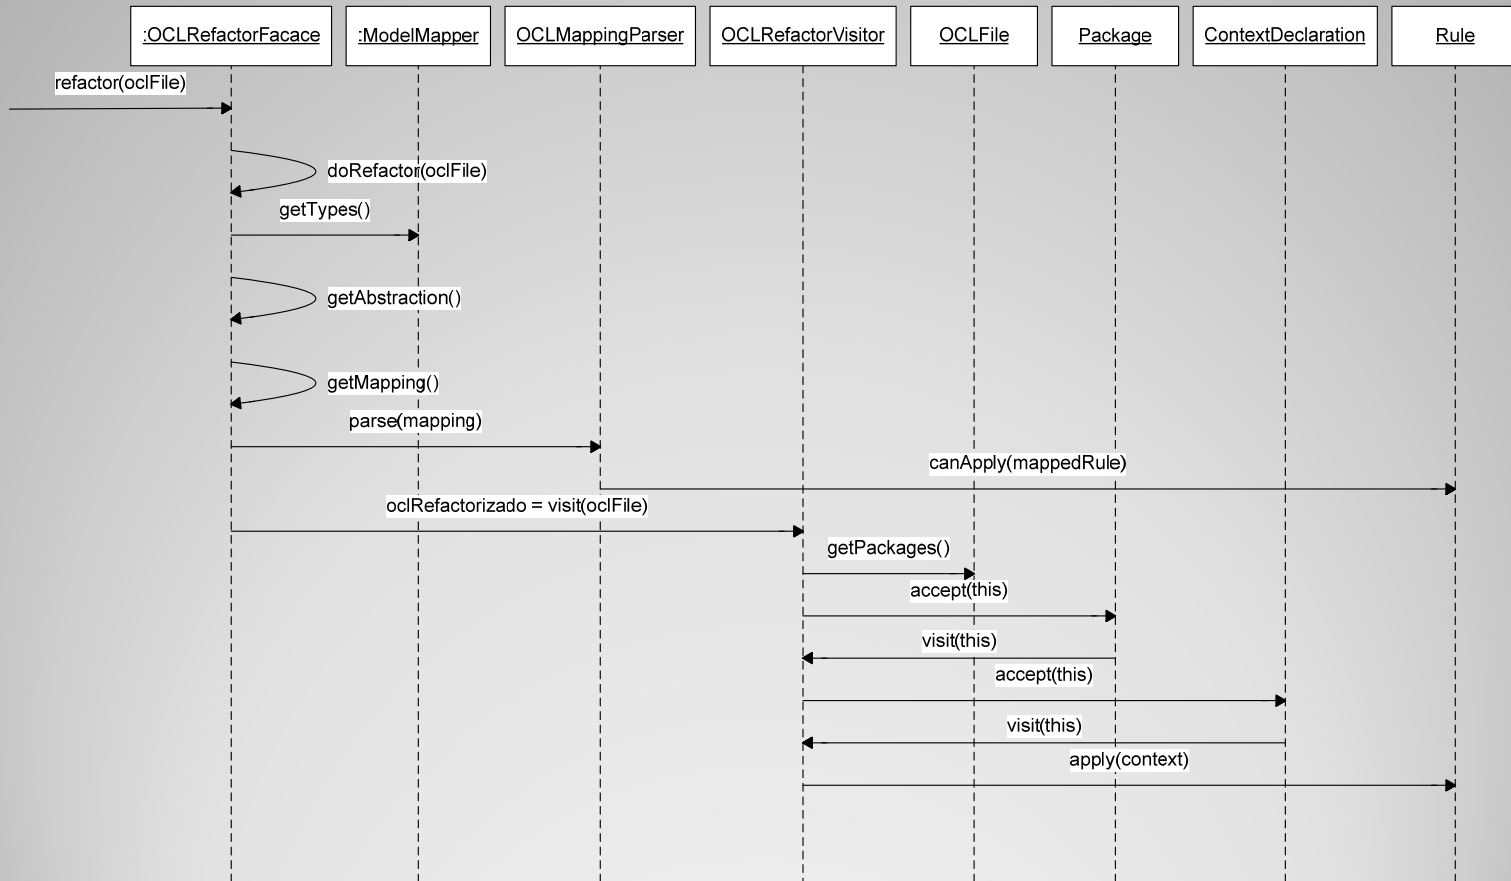 :OCLRefactorFacace
:ModelMapper
OCLMappingParser
OCLRefactorVisitor
OCLFile
Package
ContextDeclaration
Rule
refactor(oclFile)
doRefactor(oclFile)
getTypes()
getAbstraction()
getMapping()
parse(mapping)
canApply(mappedRule)
oclRefactorizado = visit(oclFile)
getPackages()
accept(this)
visit(this)
accept(this)
visit(this)
apply(context)